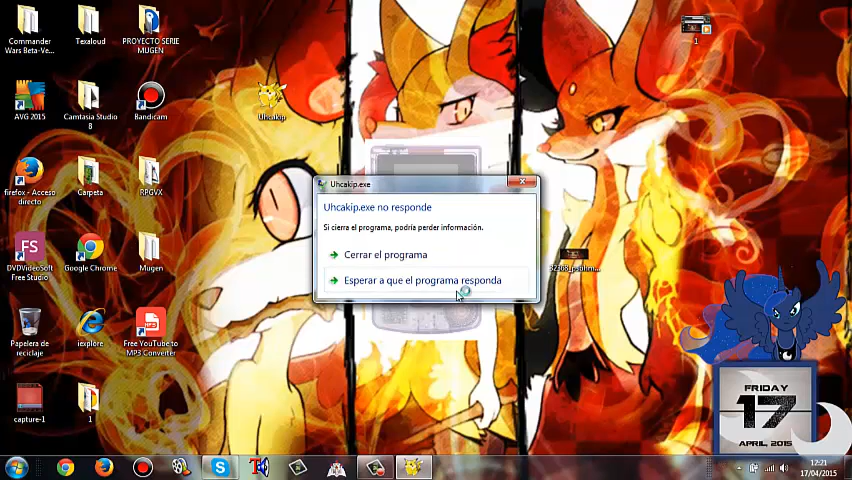 Commander
Wars Beta-Ve...
Texaloud
PROYECTO SERIE
MUGEN
1
AVG 2015
Camtasia Studio
8
Bandicam
Uhcakip
firefox - Acceso
directo
Carpeta
RPGVX
Uhcakip.exe
Uhcakip.exe no responde
Si cierra el programa, podría perder información.
Cerrar el programa
Esperar a que el programa responda
FS
DVDVideoSoft
Free Studio
Google Chrome
Mugen
Papelera de
reciclaje
iexplore
Free YouTube to
MP3 Converter
capture-1
1
FRIDAY
17
APRIL, 2015
12:21
17/04/2015